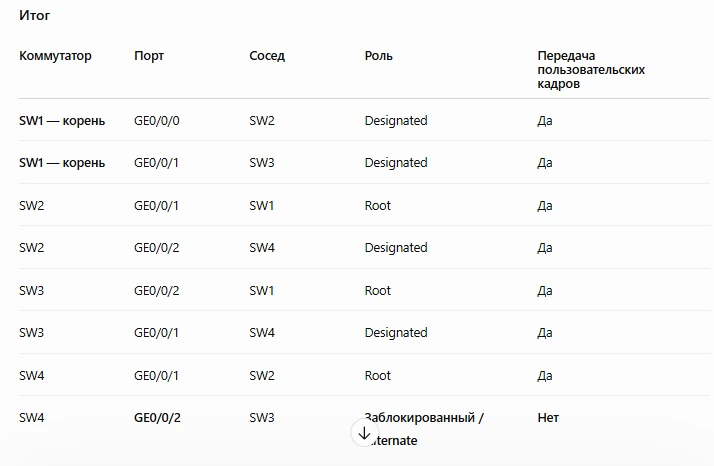 Итог
Коммутатор Порт Сосед Роль Передача
пользовательских
кадров
SW1 — корень GE0/0/0 SW2 Designated Да
SW1 — корень GE0/0/1 SW3 Designated Да
SW2 GE0/0/1 SW1 Root Да
SW2 GE0/0/2 SW4 Designated Да
SW3 GE0/0/2 SW1 Root Да
SW3 GE0/0/1 SW4 Designated Да
SW4 GE0/0/1 SW2 Root Да
SW4 GE0/0/2 SW3 Заблокированный / Нет
Alternate